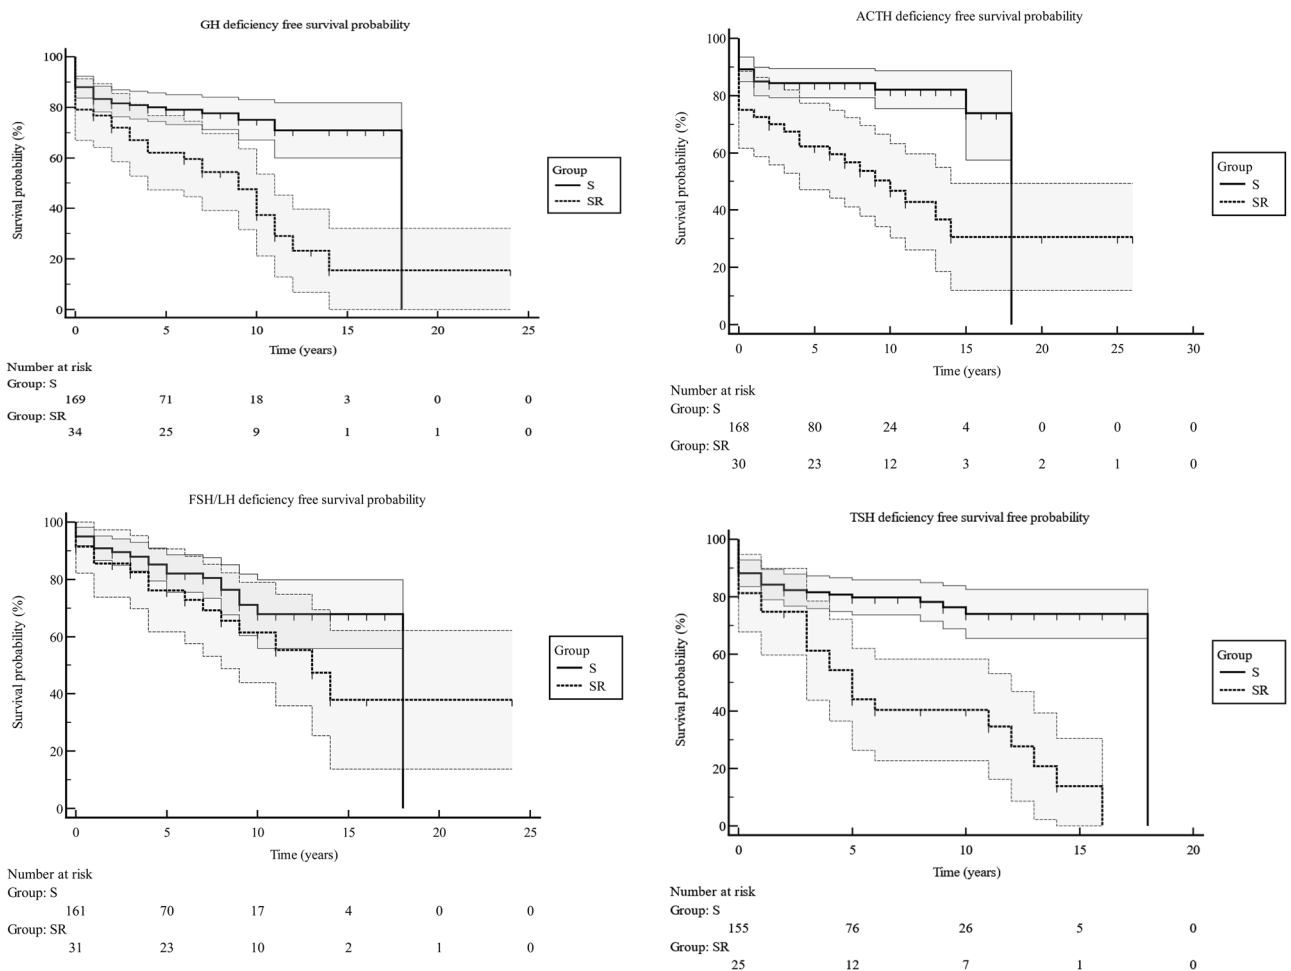 GH deficiency free survival probability
Survival probability (%)
100
80
60
40
20
0
0 5 10 15 20 25
Time (years)
Group
S
SR
Number at risk
Group: S
169 71 18 3 0 0
Group: SR
34 25 9 1 1 0
ACTH deficiency free survival probability
Survival probability (%)
100
80
60
40
20
0
0 5 10 15 20 25 30
Time (years)
Group
S
SR
Number at risk
Group: S
168 80 24 4 0 0 0
Group: SR
30 23 12 3 2 1 0
FSH/LH deficiency free survival probability
Survival probability (%)
100
80
60
40
20
0
0 5 10 15 20 25
Time (years)
Group
S
SR
Number at risk
Group: S
161 70 17 4 0 0
Group: SR
31 23 10 2 1 0
TSH deficiency free survival free probability
Survival probability (%)
100
80
60
40
20
0
0 5 10 15 20
Time (years)
Group
S
SR
Number at risk
Group: S
155 76 26 5 0
Group: SR
25 12 7 1 0